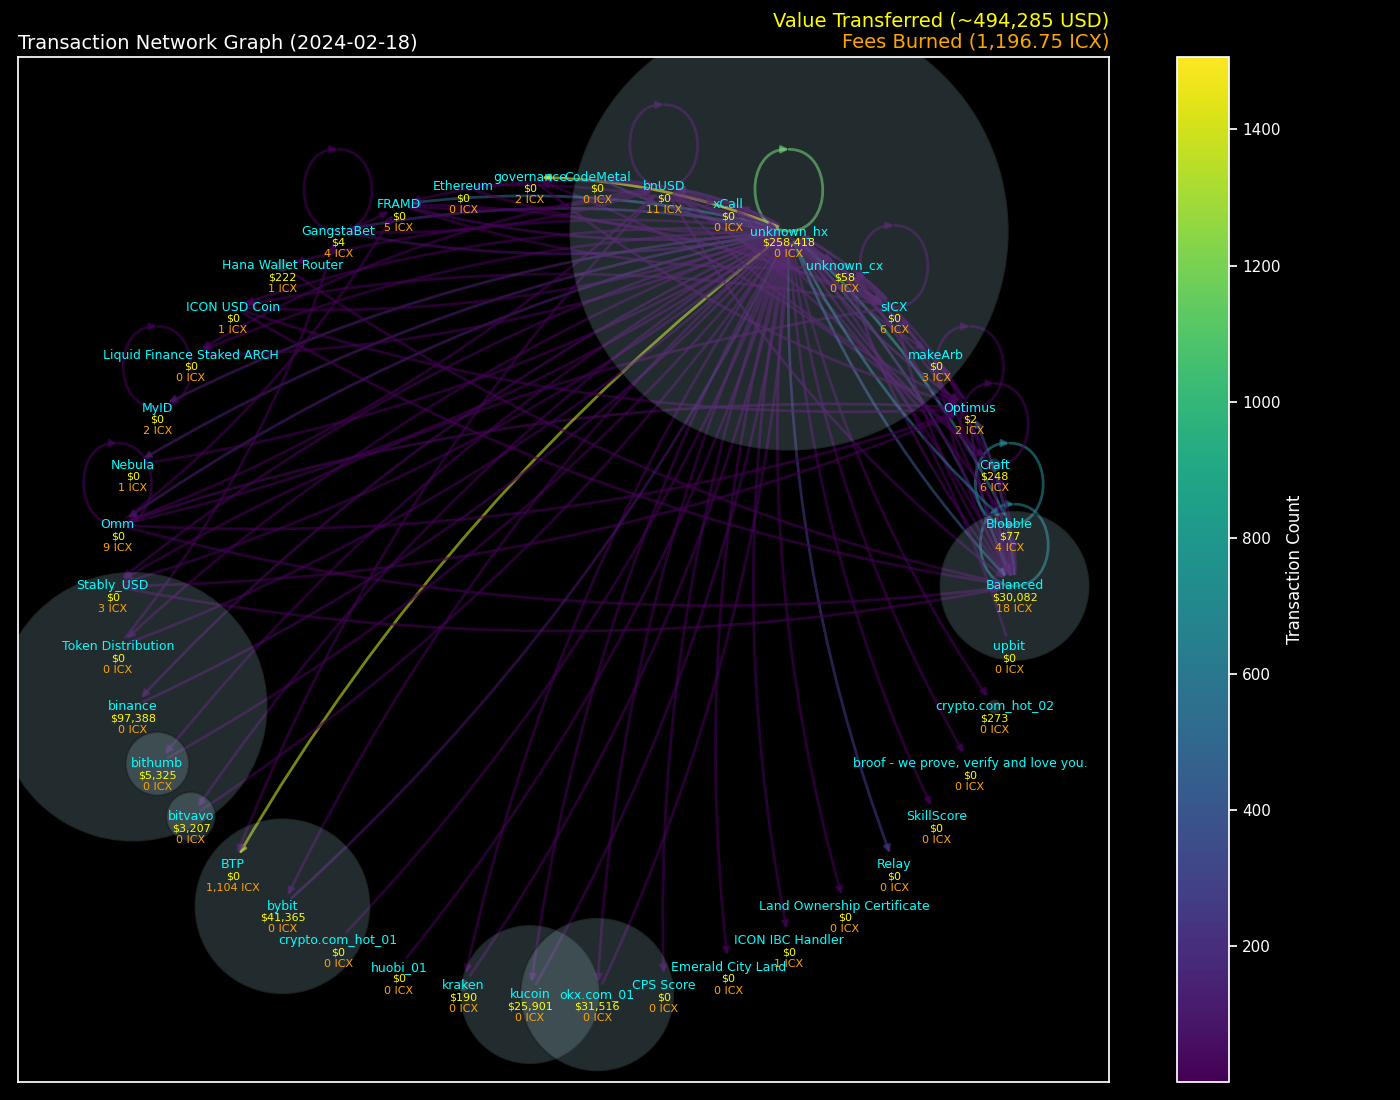 Value Transferred (~494,285 USD)
Transaction Network Graph (2024-02-18)
Fees Burned (1,196.75 ICX)
governance
$0
2 ICX
CodeMetal
$0
0 ICX
Ethereum
$0
0 ICX
bnUSD
$0
11 ICX
FRAMD
$0
5 ICX
xCall
$0
0 ICX
GangstaBet
$4
4 ICX
unknown_hx
$258,418
0 ICX
Hana Wallet Router
$222
1 ICX
unknown_cx
$58
0 ICX
ICON USD Coin
$0
1 ICX
sICX
$0
6 ICX
Liquid Finance Staked ARCH
$0
0 ICX
makeArb
$0
3 ICX
MyID
$0
2 ICX
Optimus
$2
2 ICX
Nebula
$0
1 ICX
Craft
$248
6 ICX
Omm
$0
9 ICX
Blobble
$77
4 ICX
Stably_USD
$0
3 ICX
Balanced
$30,082
18 ICX
Token Distribution
$0
0 ICX
upbit
$0
0 ICX
binance
$97,388
0 ICX
crypto.com_hot_02
$273
0 ICX
bithumb
$5,325
0 ICX
broof - we prove, verify and love you.
$0
0 ICX
bitvavo
$3,207
0 ICX
SkillScore
$0
0 ICX
BTP
$0
1,104 ICX
Relay
$0
0 ICX
bybit
$41,365
0 ICX
Land Ownership Certificate
$0
0 ICX
crypto.com_hot_01
$0
0 ICX
ICON IBC Handler
$0
1 ICX
huobi_01
$0
0 ICX
Emerald City Land
$0
0 ICX
kraken
$190
0 ICX
CPS Score
$0
0 ICX
kucoin
$25,901
0 ICX
okx.com_01
$31,516
0 ICX
1400
1200
1000
800
600
400
200
Transaction Count